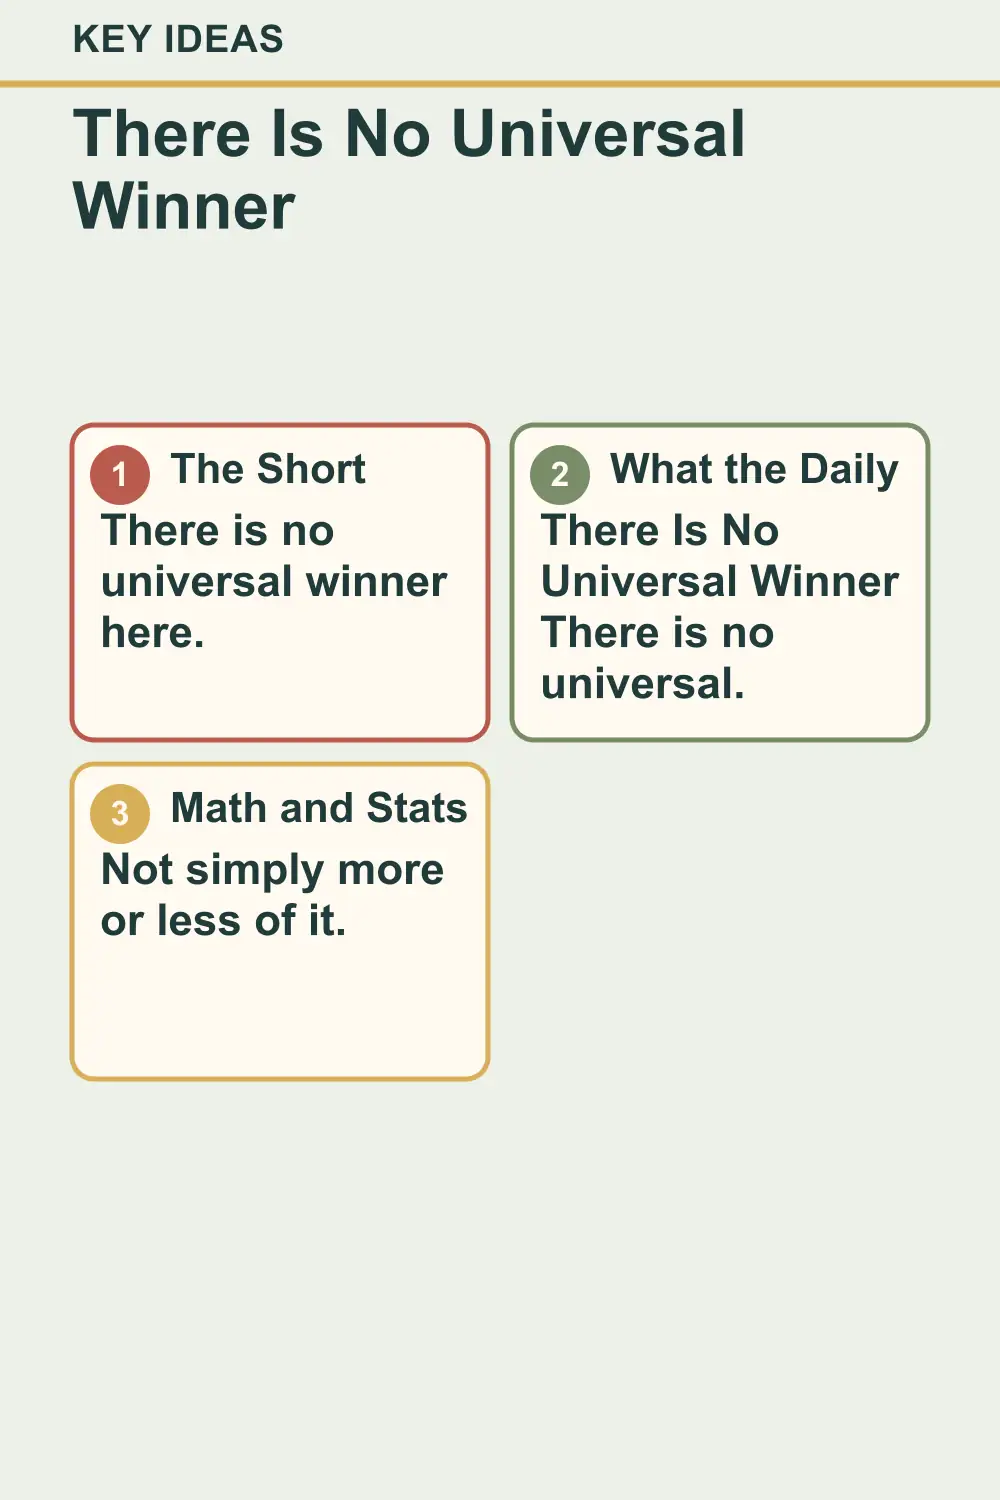 KEY IDEAS
There Is No Universal
Winner
1 The Short
There is no
universal winner
here.
2 What the Daily
There Is No
Universal Winner
There is no
universal.
3 Math and Stats
Not simply more
or less of it.